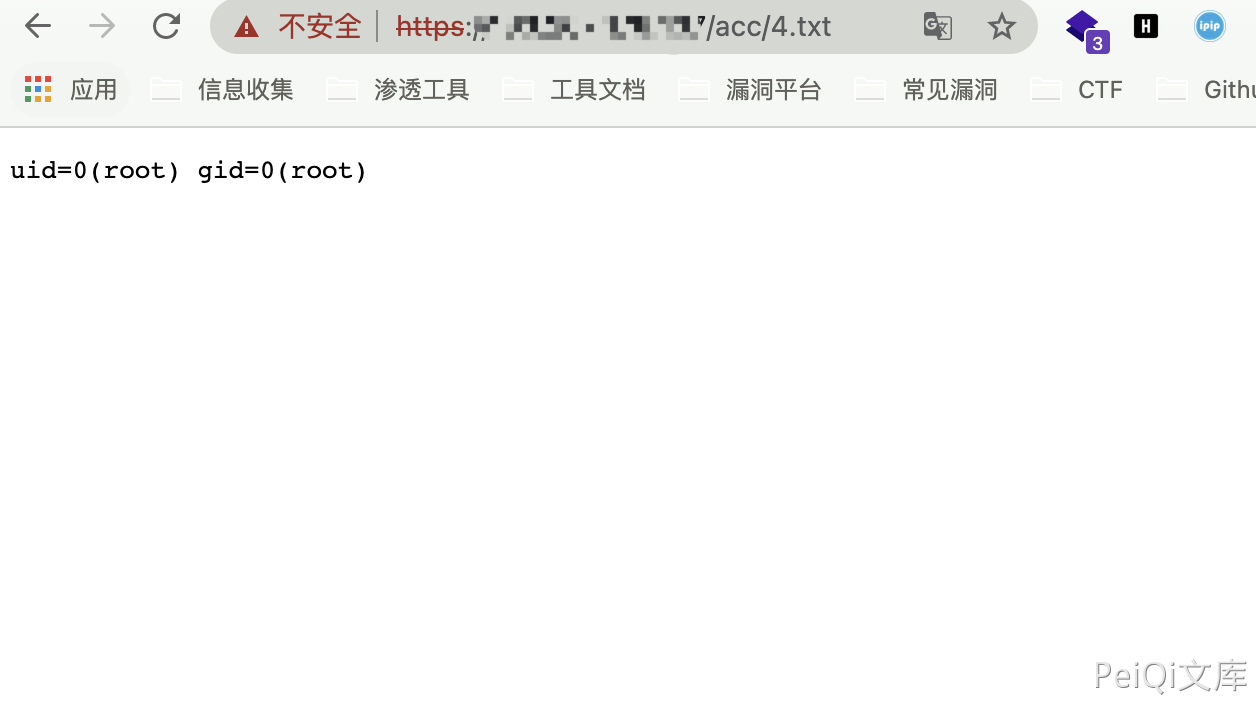 不安全 https:// /acc/4.txt 3 H ipip
应用 信息收集 渗透工具 工具文档 漏洞平台 常见漏洞 CTF
uid=0(root) gid=0(root)
PeiQi文库